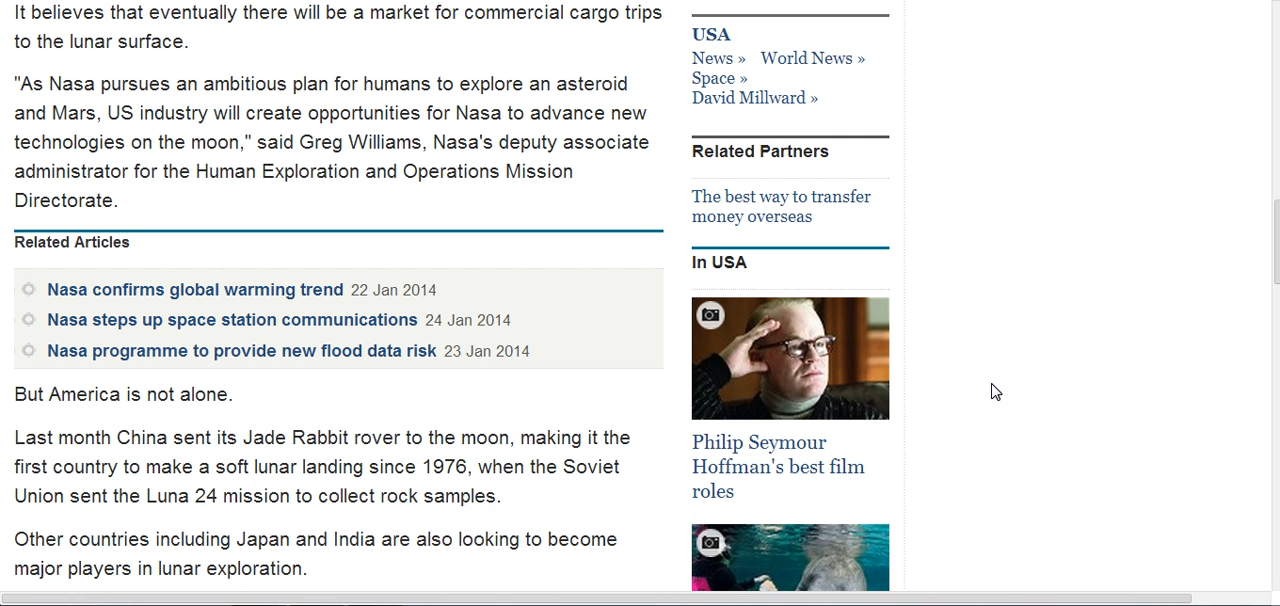 It believes that eventually there will be a market for commercial cargo trips
to the lunar surface.
"As Nasa pursues an ambitious plan for humans to explore an asteroid
and Mars, US industry will create opportunities for Nasa to advance new
technologies on the moon," said Greg Williams, Nasa's deputy associate
administrator for the Human Exploration and Operations Mission
Directorate.
Related Articles
Nasa confirms global warming trend 22 Jan 2014
Nasa steps up space station communications 24 Jan 2014
Nasa programme to provide new flood data risk 23 Jan 2014
But America is not alone.
Last month China sent its Jade Rabbit rover to the moon, making it the
first country to make a soft lunar landing since 1976, when the Soviet
Union sent the Luna 24 mission to collect rock samples.
Other countries including Japan and India are also looking to become
major players in lunar exploration.
USA
News » World News »
Space »
David Millward »
Related Partners
The best way to transfer
money overseas
In USA
Philip Seymour
Hoffman's best film
roles